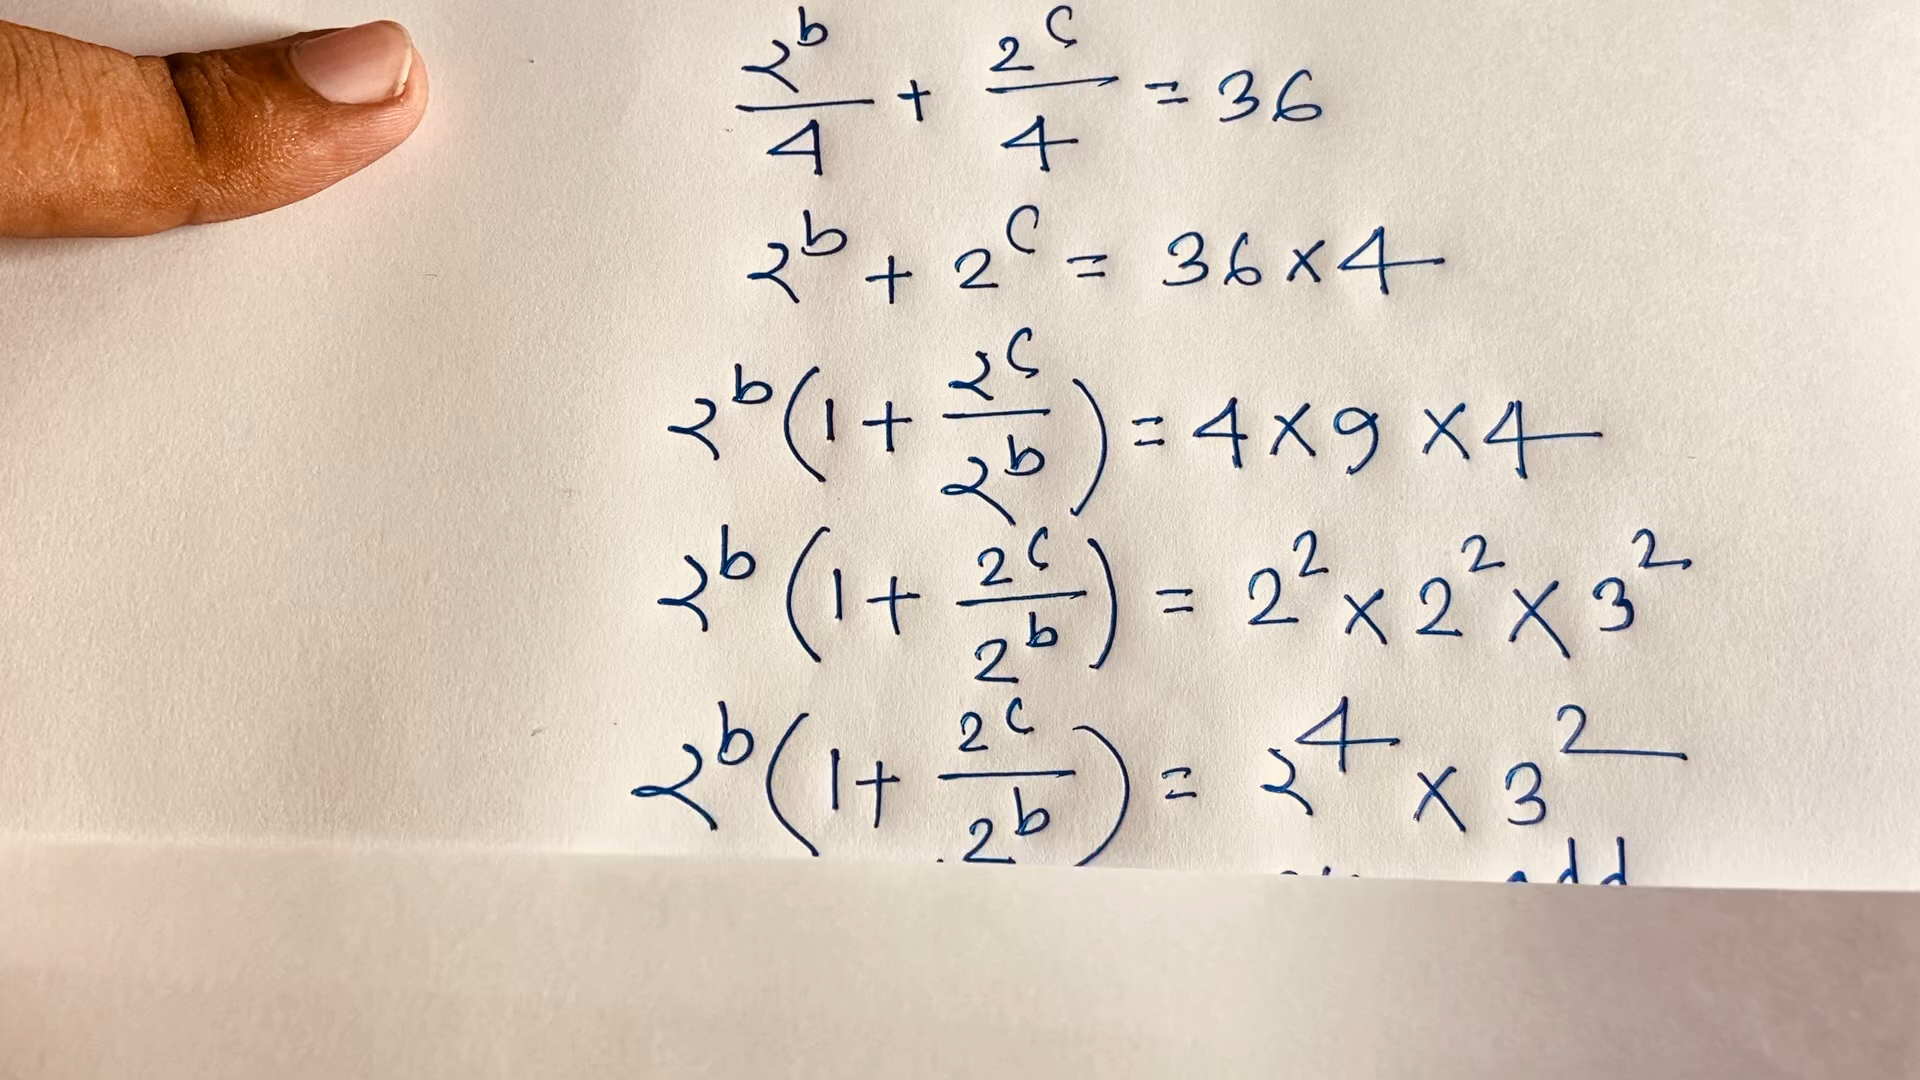 2^b/4 + 2^c/4 = 36
2^b + 2^c = 36 × 4
2^b (1 + 2^c/2^b) = 4 × 9 × 4
2^b (1 + 2^c/2^b) = 2^2 × 2^2 × 3^2
2^b (1 + 2^c/2^b) = 2^4 × 3^2
add